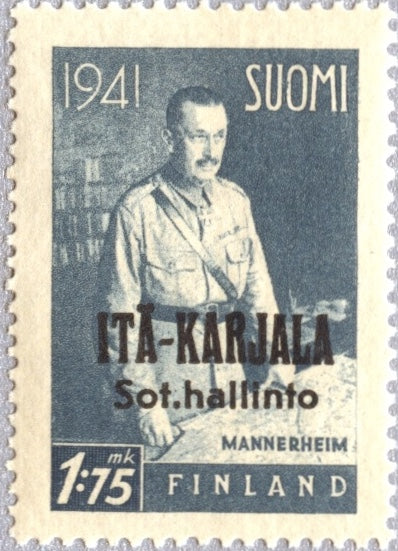 1941 SUOMI
ITÄ-KARJALA
Sot.hallinto
MANNERHEIM
1:75 mk
FINLAND